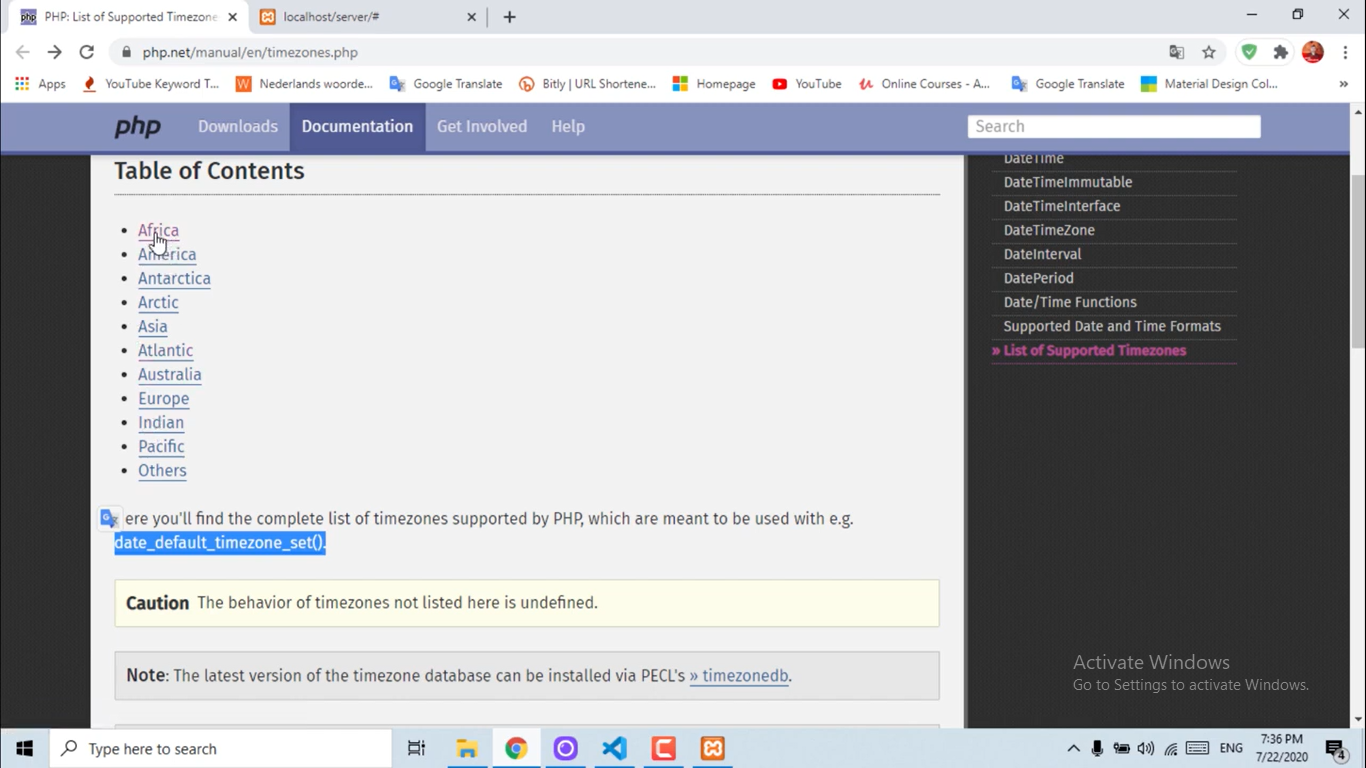 PHP: List of Supported Timezone
localhost/server/#
php.net/manual/en/timezones.php
Apps
YouTube Keyword T...
Nederlands woorde...
Google Translate
Bitly | URL Shortene...
Homepage
YouTube
Online Courses - A...
Google Translate
Material Design Col...
php
Downloads
Documentation
Get Involved
Help
Search
Table of Contents
• Africa
• America
• Antarctica
• Arctic
• Asia
• Atlantic
• Australia
• Europe
• Indian
• Pacific
• Others
ere you'll find the complete list of timezones supported by PHP, which are meant to be used with e.g.
date_default_timezone_set().
Caution The behavior of timezones not listed here is undefined.
Note: The latest version of the timezone database can be installed via PECL's » timezonedb.
DateTime
DateTimeImmutable
DateTimeInterface
DateTimeZone
DateInterval
DatePeriod
Date/Time Functions
Supported Date and Time Formats
» List of Supported Timezones
Activate Windows
Go to Settings to activate Windows.
Type here to search
ENG
7:36 PM
7/22/2020
4